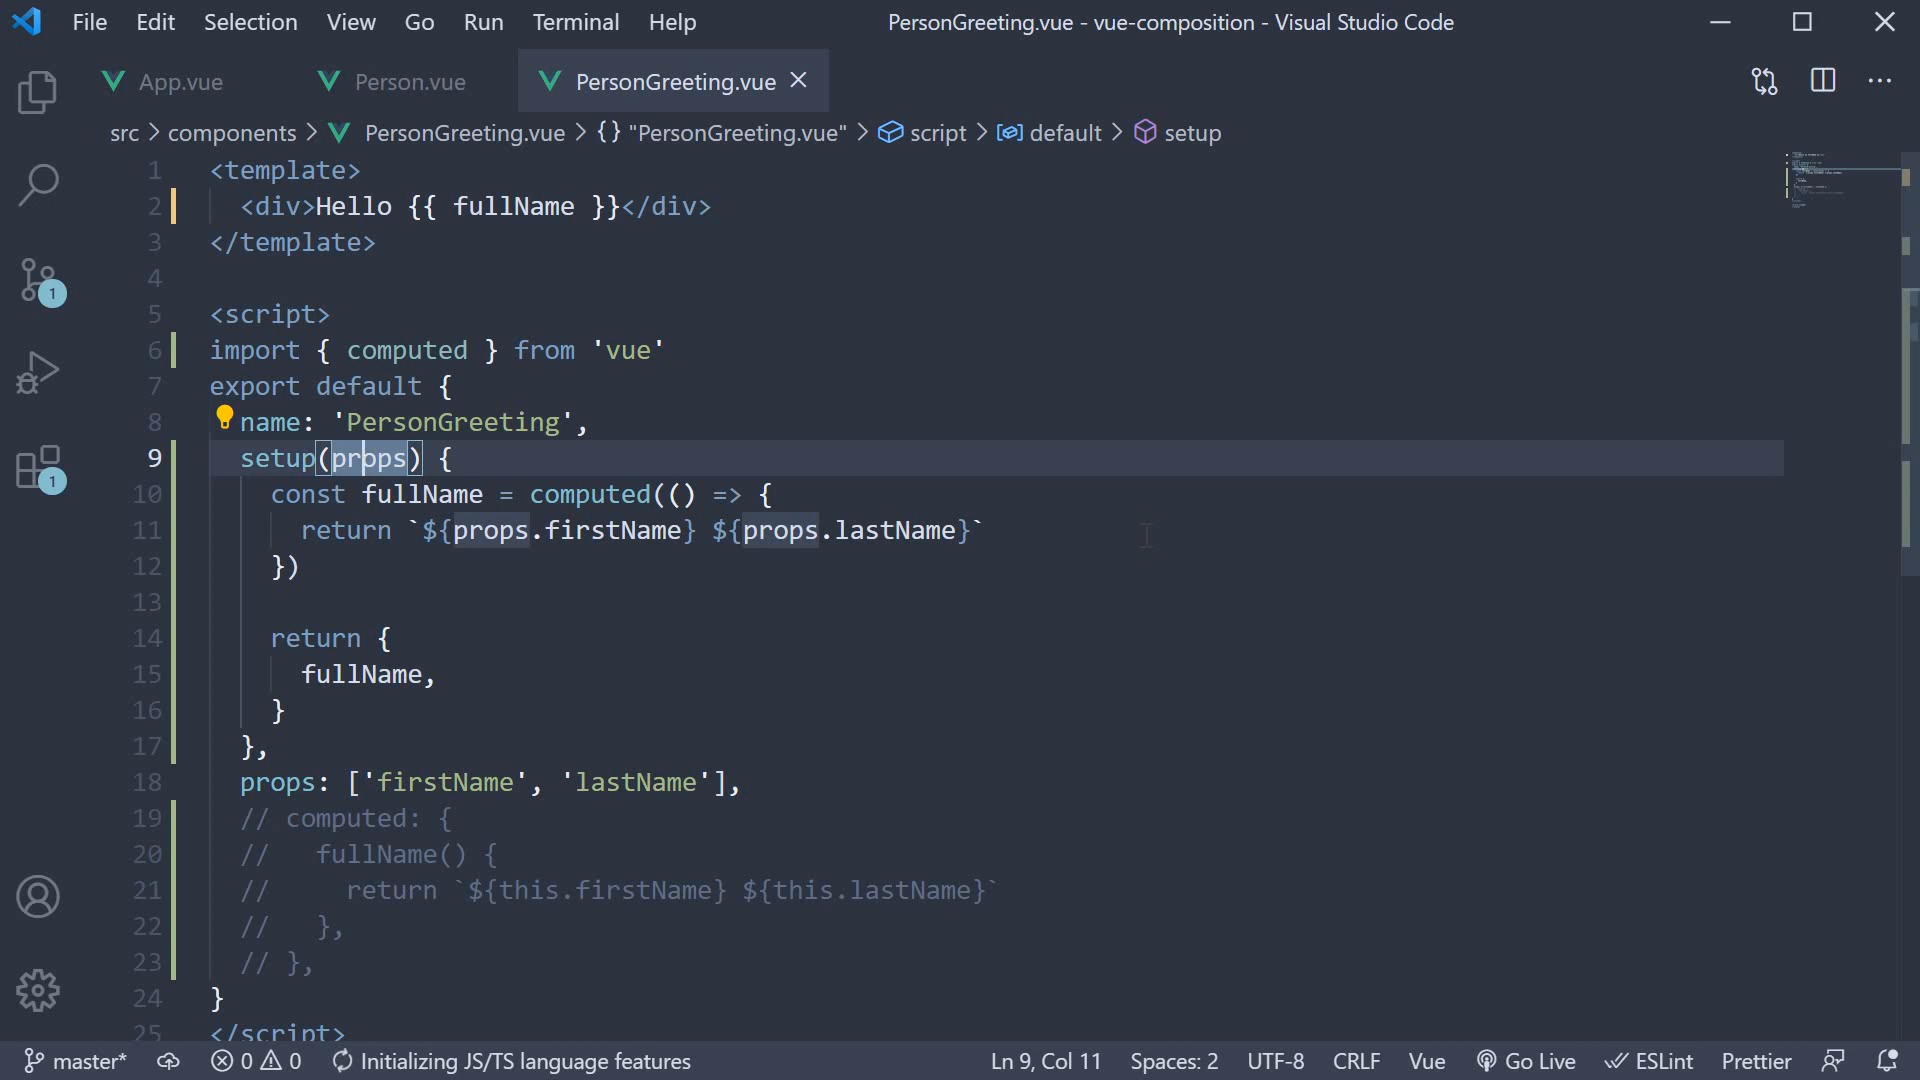 File Edit Selection View Go Run Terminal Help PersonGreeting.vue - vue-composition - Visual Studio Code
App.vue Person.vue PersonGreeting.vue
src > components > PersonGreeting.vue > {} "PersonGreeting.vue" > script > default > setup
1 <template>
2 <div>Hello {{ fullName }}</div>
3 </template>
4
5 <script>
6 import { computed } from 'vue'
7 export default {
8 name: 'PersonGreeting',
9 setup(props) {
10 const fullName = computed(() => {
11 return `${props.firstName} ${props.lastName}`
12 })
13
14 return {
15 fullName,
16 }
17 },
18 props: ['firstName', 'lastName'],
19 // computed: {
20 //   fullName() {
21 //     return `${this.firstName} ${this.lastName}`
22 //   },
23 // },
24 }
25 </script>
1
1
master* 0 0 Initializing JS/TS language features Ln 9, Col 11 Spaces: 2 UTF-8 CRLF Vue Go Live ESLint Prettier